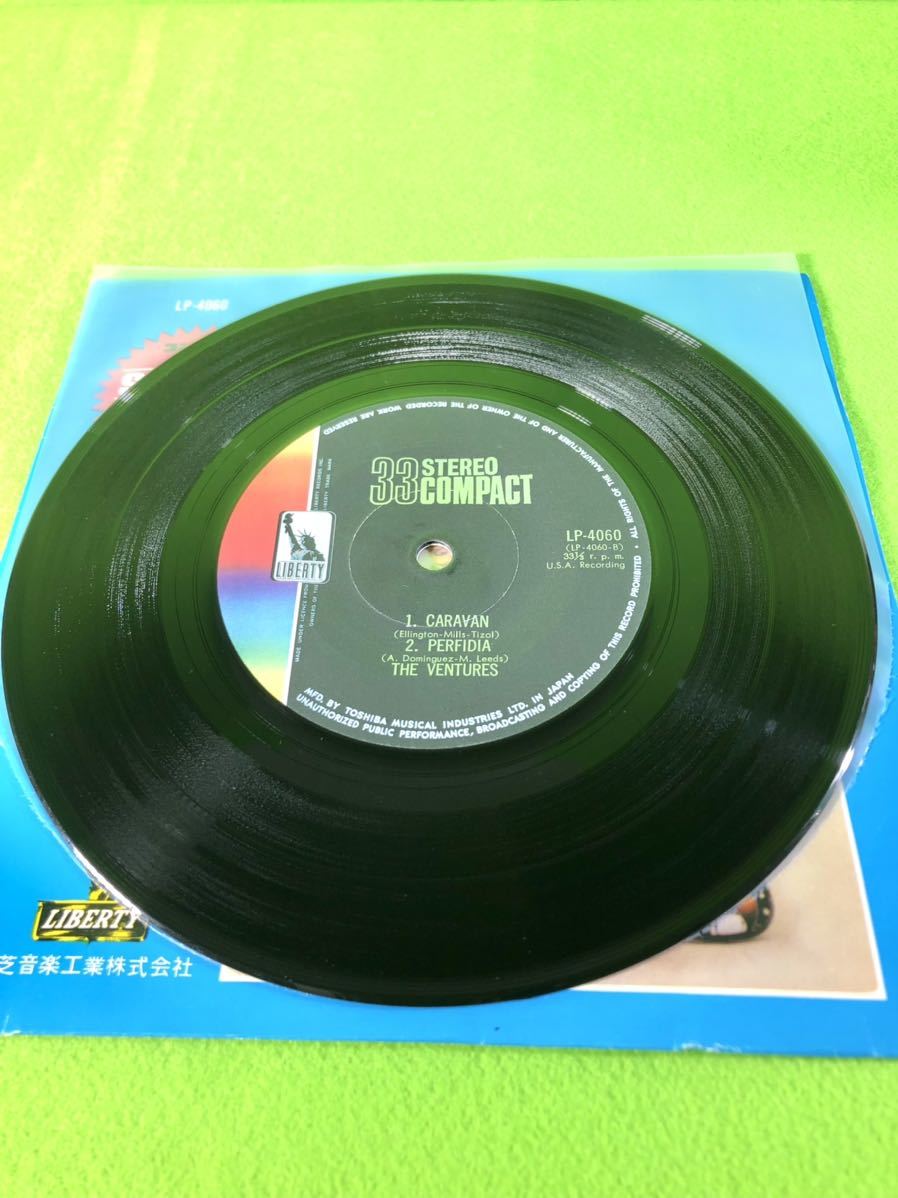 LP-4060
33 STEREO COMPACT
LIBERTY
LP-4060
(LP-4060-B)
33⅓ r. p. m.
U.S.A. Recording
1. CARAVAN
(Ellington-Mills-Tizol)
2. PERFIDIA
(A. Dominguez-M. Leeds)
THE VENTURES
MFD. BY TOSHIBA MUSICAL INDUSTRIES LTD. IN JAPAN
ALL RIGHTS OF THE MANUFACTURER AND OF THE OWNER OF THE RECORDED WORK ARE RESERVED
UNAUTHORIZED PUBLIC PERFORMANCE, BROADCASTING AND COPYING OF THIS RECORD PROHIBITED •
LIBERTY
芝音楽工業株式会社